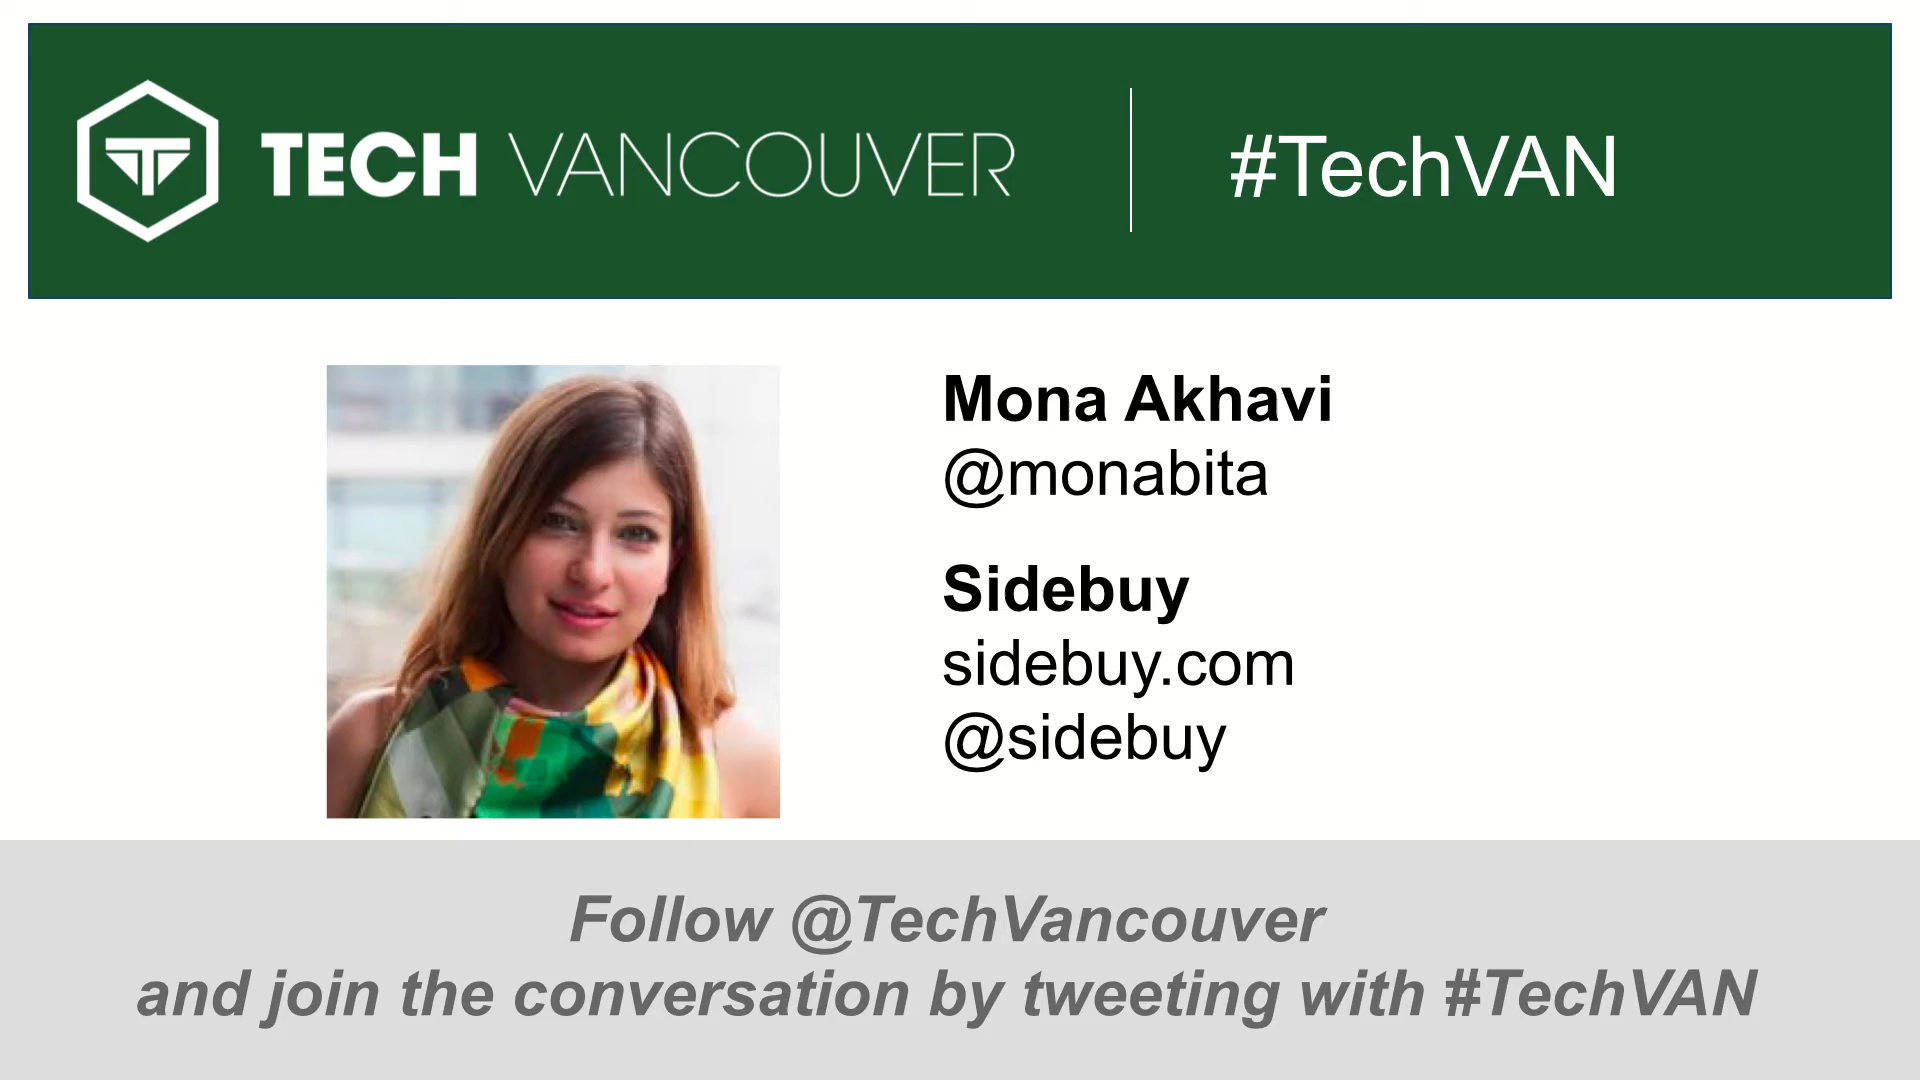 TECH VANCOUVER
#TechVAN
Mona Akhavi
@monabita
Sidebuy
sidebuy.com
@sidebuy
Follow @TechVancouver
and join the conversation by tweeting with #TechVAN